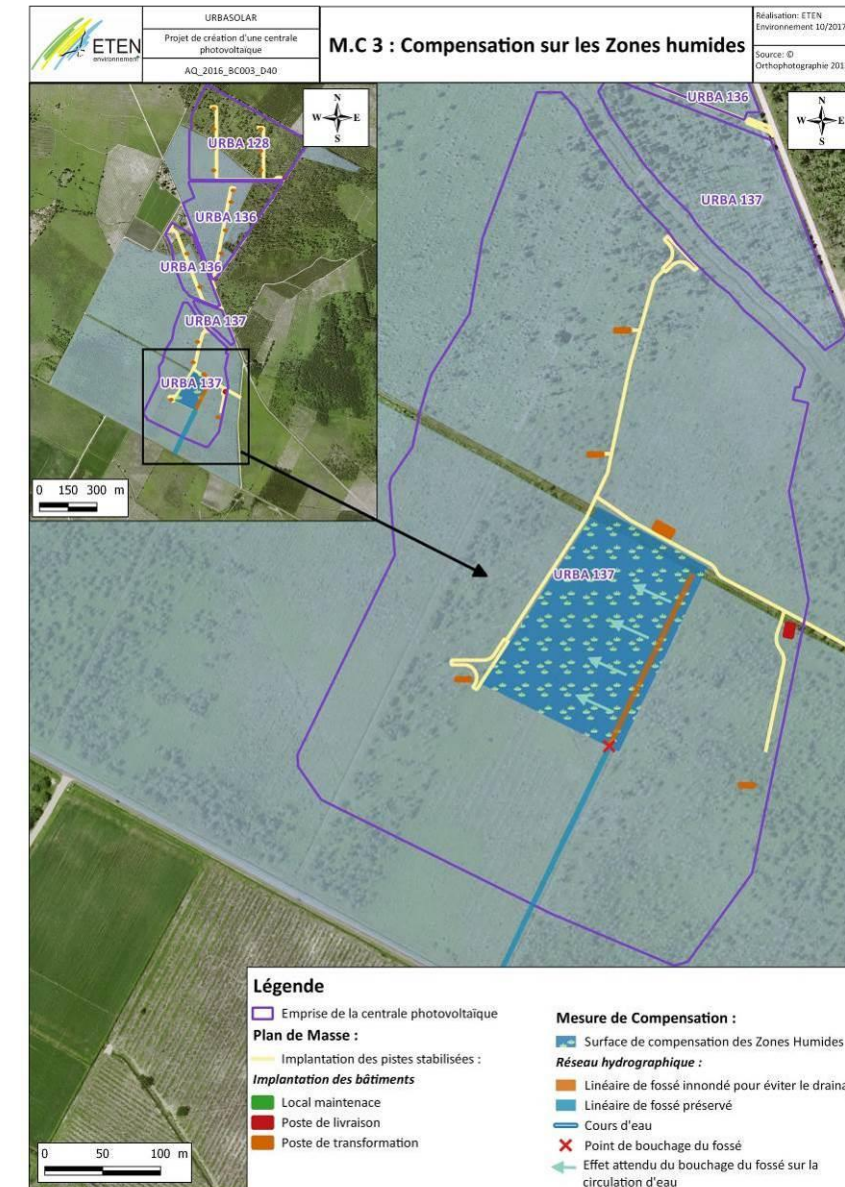 ETEN
environnement
URBASOLAR
Projet de création d'une centrale
photovoltaïque
AQ_2016_BC003_D40
M.C 3 : Compensation sur les Zones humides
Réalisation: ETEN
Environnement 10/2017
Source: ©
Orthophotographie 201
N
W E
S
URBA 128
URBA 136
URBA 136
URBA 137
URBA 137
0 150 300 m
N
W E
S
URBA 136
URBA 137
URBA 137
Légende
Emprise de la centrale photovoltaïque
Plan de Masse :
Implantation des pistes stabilisées :
Implantation des bâtiments
Local maintenace
Poste de livraison
Poste de transformation
Mesure de Compensation :
Surface de compensation des Zones Humides
Réseau hydrographique :
Linéaire de fossé innondé pour éviter le draina
Linéaire de fossé préservé
Cours d'eau
Point de bouchage du fossé
Effet attendu du bouchage du fossé sur la
circulation d'eau
0 50 100 m